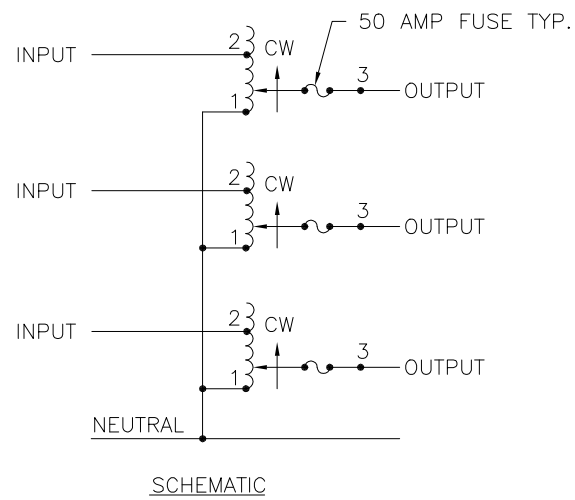 50 AMP FUSE TYP.
2 CW
INPUT
1 3 OUTPUT
2 CW
INPUT
1 3 OUTPUT
2 CW
INPUT
1 3 OUTPUT
NEUTRAL
SCHEMATIC